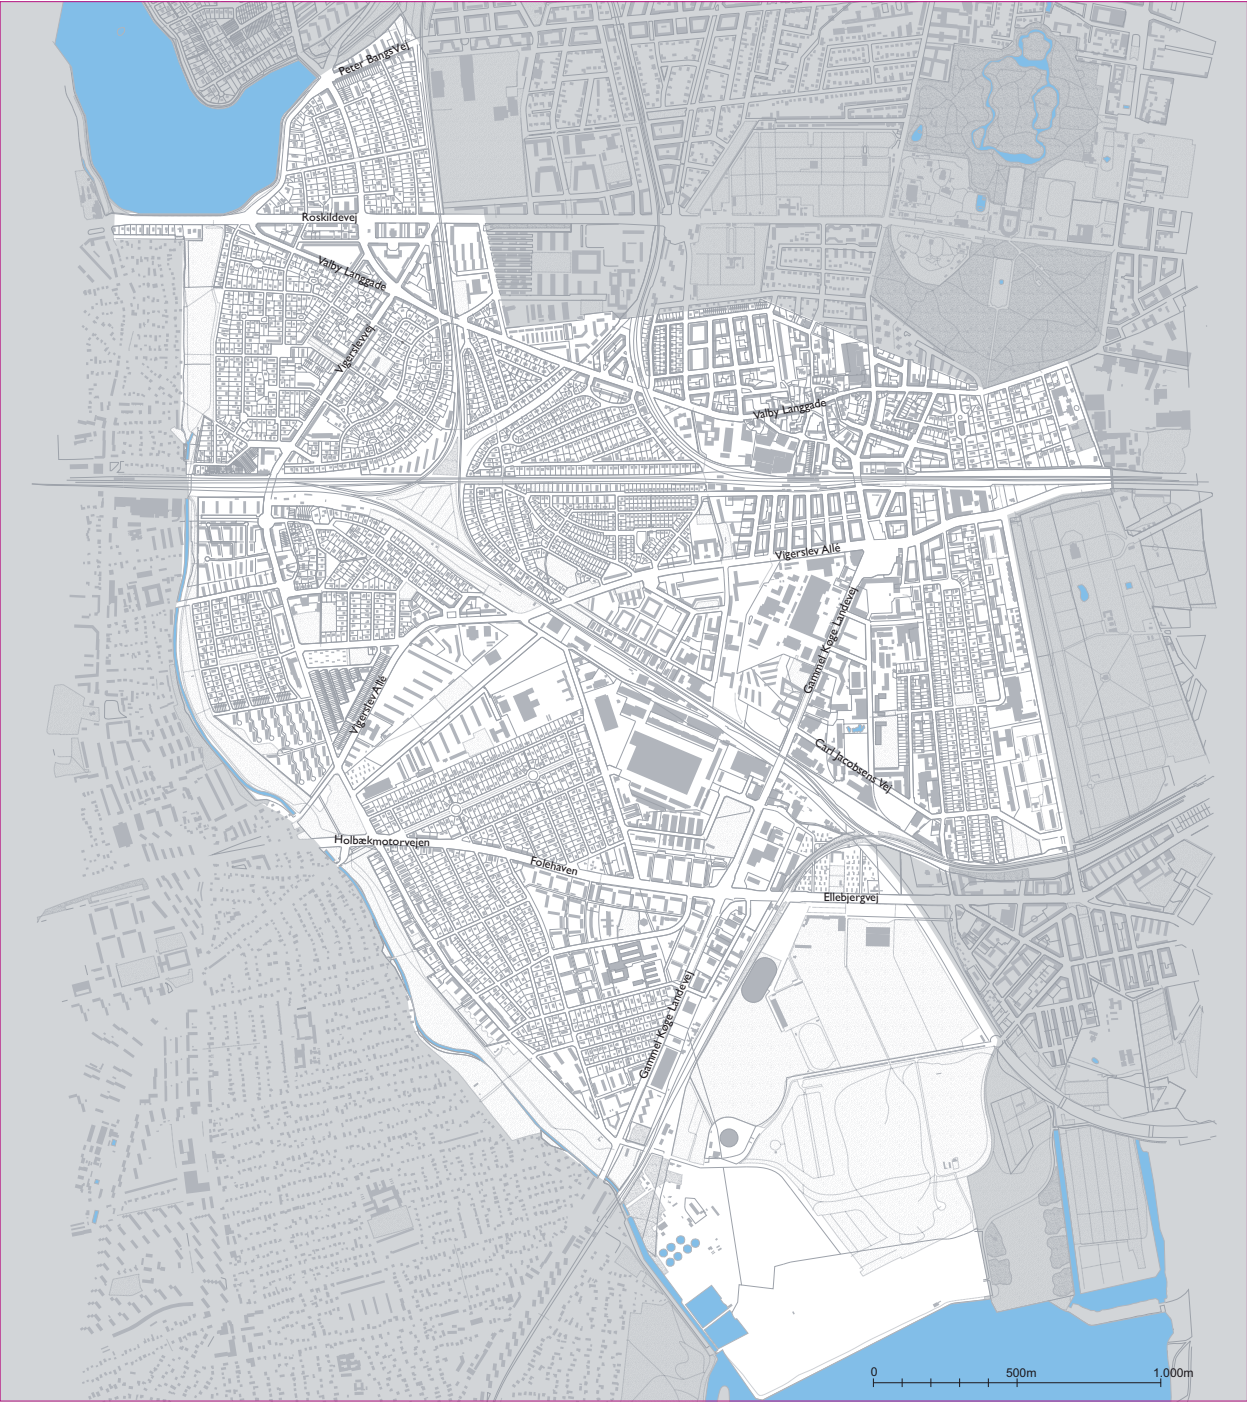 Peter Bangs Vej
Roskildevej
Valby Langgade
Vigerslevvej
Valby Langgade
Vigerslev Allé
Gammel Køge Landevej
Vigerslev Allé
Carl Jacobsens Vej
Holbækmotorvejen
Folehaven
Ellebjergvej
Gammel Køge Landevej
0 500m 1.000m